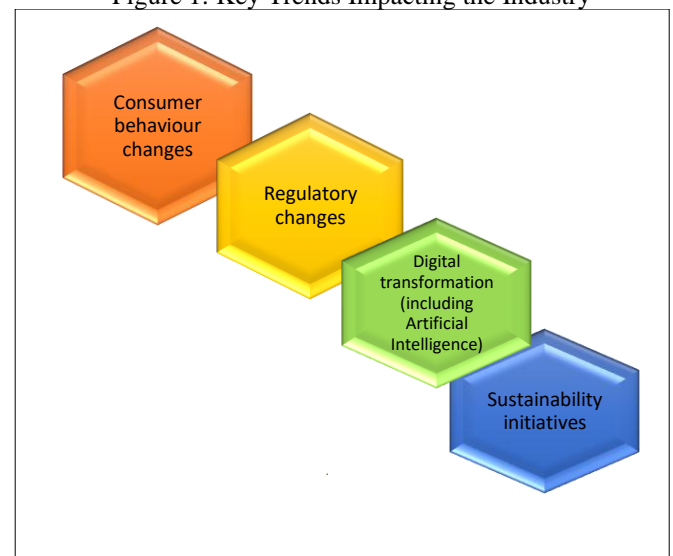 Figure 1: Key Trends Impacting the Industry
Consumer
behaviour
changes
Regulatory
changes
Digital
transformation
(including
Artificial
Intelligence)
Sustainability
initiatives